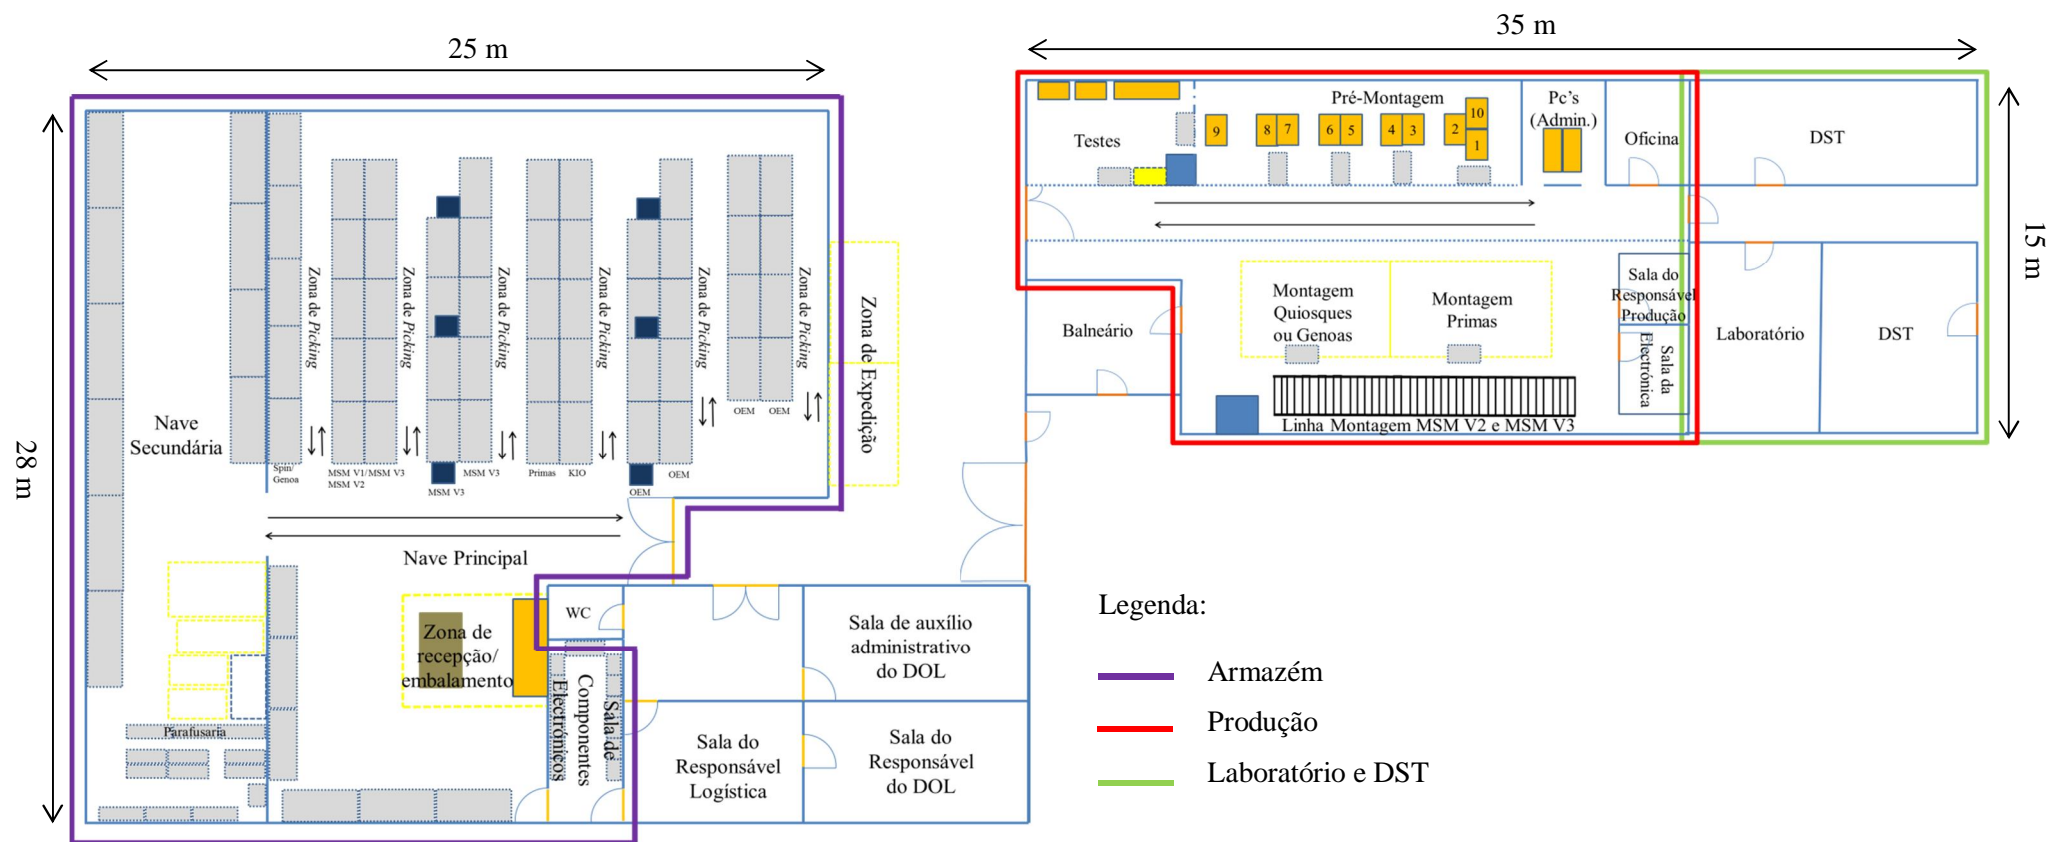 25 m
35 m
28 m
15 m
Nave
Secundária
Zona de Picking
Zona de Picking
Zona de Picking
Zona de Picking
Zona de Picking
Zona de Picking
Zona de Expedição
Spin/
Genoa
MSM V1/MSM V3
MSM V2
MSM V3
MSM V3
Primas
KIO
OEM
OEM
OEM
OEM
Nave Principal
Zona de
recepção/
embalamento
WC
Sala de
Componentes
Electrónicos
Parafusaria
Sala de auxílio
administrativo
do DOL
Sala do
Responsável
Logística
Sala do
Responsável
do DOL
Testes
Pré-Montagem
9
8
7
6
5
4
3
2
10
1
Pc's
(Admin.)
Oficina
DST
Balneário
Montagem
Quiosques
ou Genoas
Montagem
Primas
Sala do
Responsável
Produção
Sala da
Electrónica
Laboratório
DST
Linha Montagem MSM V2 e MSM V3
Legenda:
Armazém
Produção
Laboratório e DST